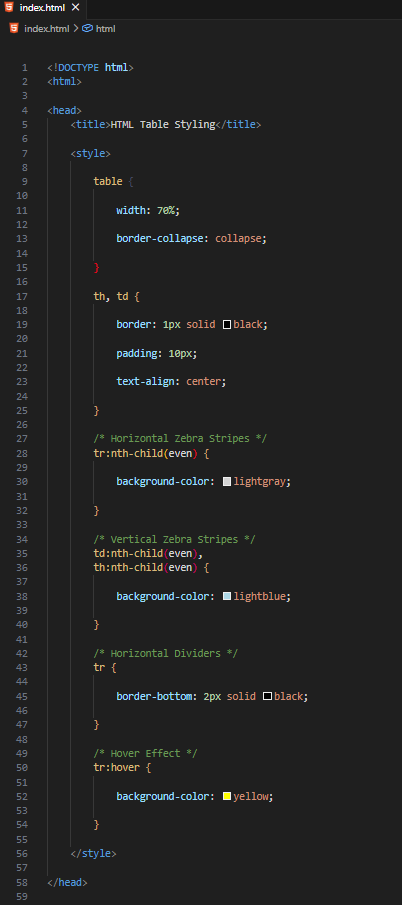 index.html ×
index.html > html
1 <!DOCTYPE html>
2 <html>
3
4 <head>
5     <title>HTML Table Styling</title>
6
7     <style>
8
9         table {
10
11             width: 70%;
12
13             border-collapse: collapse;
14
15         }
16
17         th, td {
18
19             border: 1px solid black;
20
21             padding: 10px;
22
23             text-align: center;
24
25         }
26
27         /* Horizontal Zebra Stripes */
28         tr:nth-child(even) {
29
30             background-color: lightgray;
31
32         }
33
34         /* Vertical Zebra Stripes */
35         td:nth-child(even),
36         th:nth-child(even) {
37
38             background-color: lightblue;
39
40         }
41
42         /* Horizontal Dividers */
43         tr {
44
45             border-bottom: 2px solid black;
46
47         }
48
49         /* Hover Effect */
50         tr:hover {
51
52             background-color: yellow;
53
54         }
55
56     </style>
57
58 </head>
59